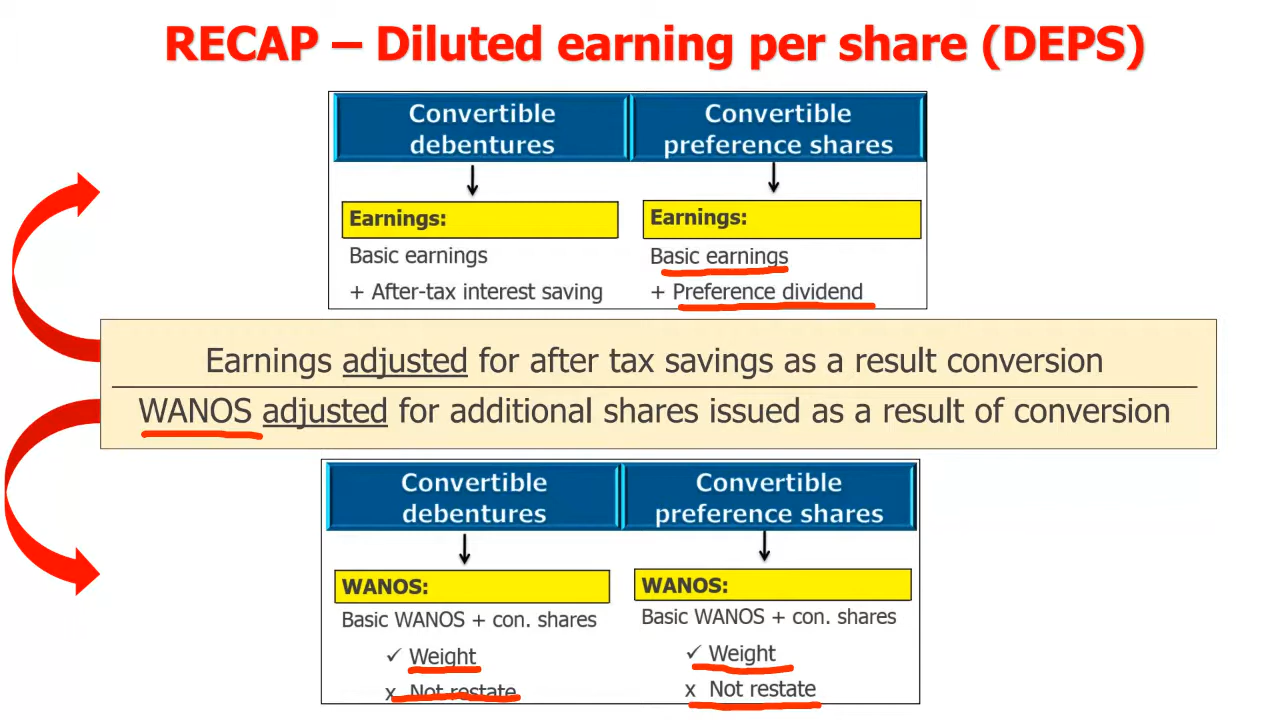 RECAP – Diluted earning per share (DEPS)
Convertible debentures
Convertible preference shares
Earnings:
Basic earnings
+ After-tax interest saving
Earnings:
Basic earnings
+ Preference dividend
Earnings adjusted for after tax savings as a result conversion
WANOS adjusted for additional shares issued as a result of conversion
Convertible debentures
Convertible preference shares
WANOS:
Basic WANOS + con. shares
✓ Weight
x Not restate
WANOS:
Basic WANOS + con. shares
✓ Weight
x Not restate